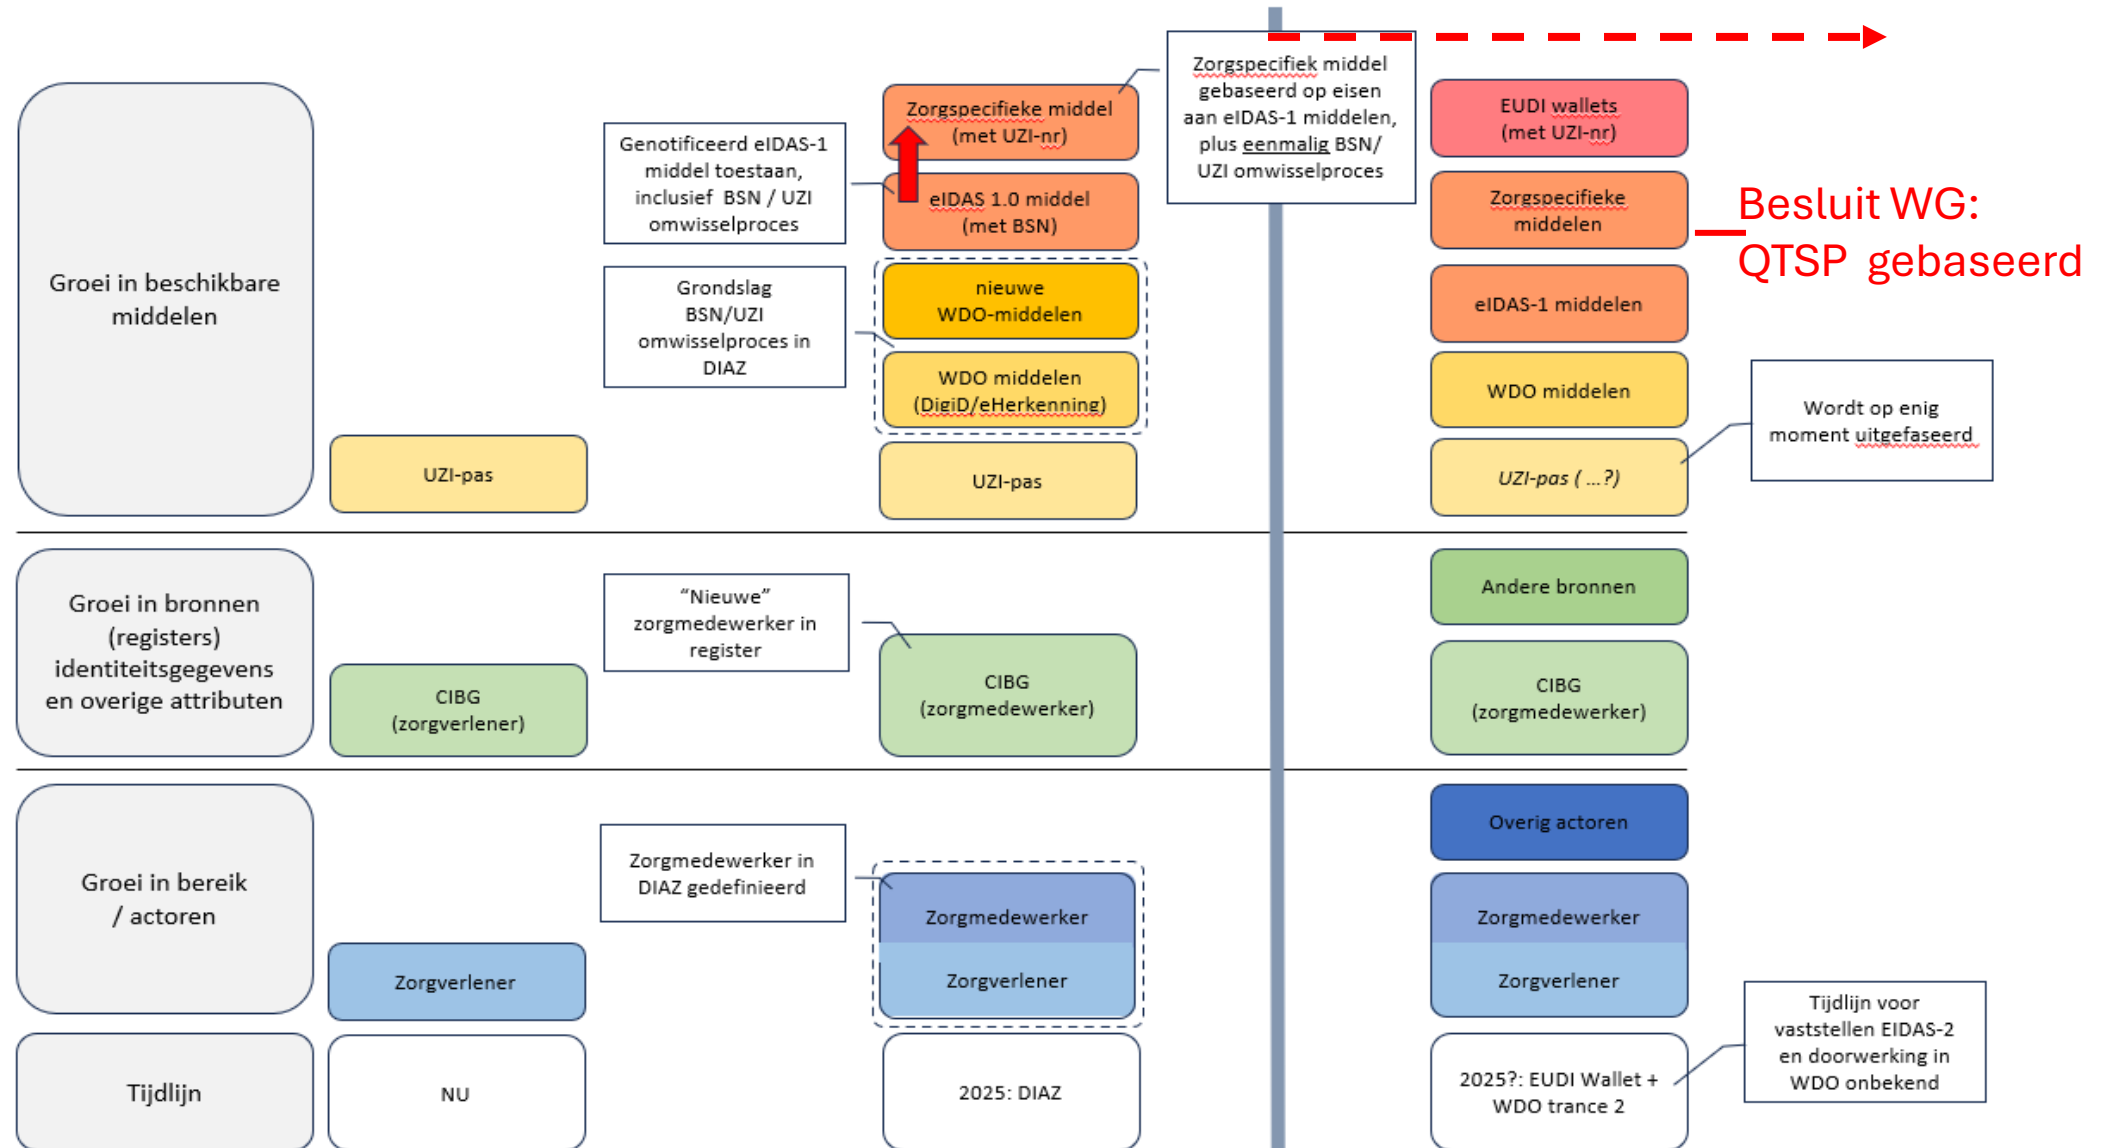 Groei in beschikbare
middelen
UZI-pas
Genotificeerd eIDAS-1
middel toestaan,
inclusief BSN / UZI
omwisselproces
Grondslag
BSN/UZI
omwisselproces in
DIAZ
Zorgspecifieke middel
(met UZI-nr)
eIDAS 1.0 middel
(met BSN)
nieuwe
WDO-middelen
WDO middelen
(DigiD/eHerkenning)
UZI-pas
Zorgspecifiek middel
gebaseerd op eisen
aan eIDAS-1 middelen,
plus eenmalig BSN/
UZI omwisselproces
EUDI wallets
(met UZI-nr)
Zorgspecifieke
middelen
eIDAS-1 middelen
WDO middelen
UZI-pas ( ...?)
Besluit WG:
QTSP gebaseerd
Wordt op enig
moment uitgefaseerd
Groei in bronnen
(registers)
identiteitsgegevens
en overige attributen
CIBG
(zorgverlener)
“Nieuwe”
zorgmedewerker in
register
CIBG
(zorgmedewerker)
Andere bronnen
CIBG
(zorgmedewerker)
Groei in bereik
/ actoren
Zorgverlener
Zorgmedewerker in
DIAZ gedefinieerd
Zorgmedewerker
Zorgverlener
Overig actoren
Zorgmedewerker
Zorgverlener
Tijdlijn
NU
2025: DIAZ
2025?: EUDI Wallet +
WDO trance 2
Tijdlijn voor
vaststellen EIDAS-2
en doorwerking in
WDO onbekend